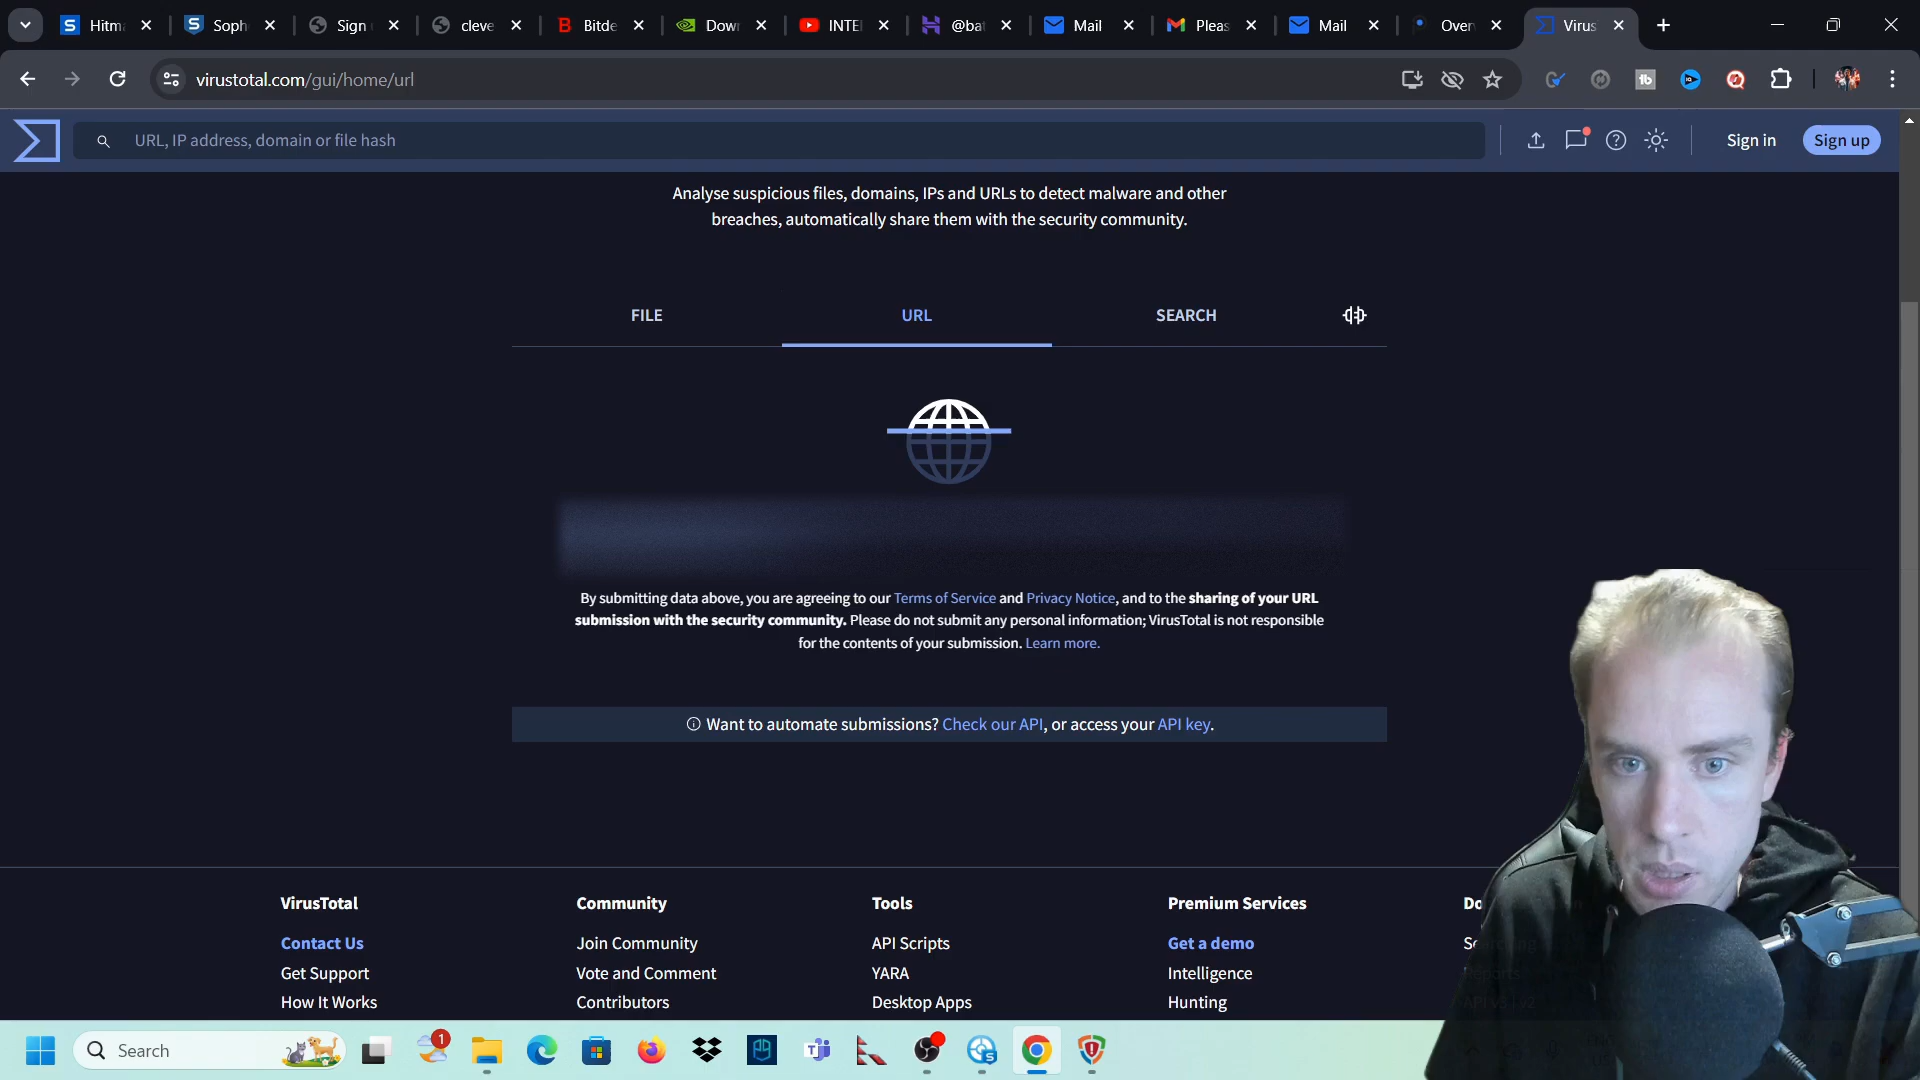 Hitm
Soph
Sign
cleve
Bitde
Dow
INTE
@bat
Mail
Pleas
Mail
Over
Virus
virustotal.com/gui/home/url
URL, IP address, domain or file hash
Sign in
Sign up
Analyse suspicious files, domains, IPs and URLs to detect malware and other
breaches, automatically share them with the security community.
FILE
URL
SEARCH
By submitting data above, you are agreeing to our Terms of Service and Privacy Notice, and to the sharing of your URL
submission with the security community. Please do not submit any personal information; VirusTotal is not responsible
for the contents of your submission. Learn more.
Want to automate submissions? Check our API, or access your API key.
VirusTotal
Contact Us
Get Support
How It Works
Community
Join Community
Vote and Comment
Contributors
Tools
API Scripts
YARA
Desktop Apps
Premium Services
Get a demo
Intelligence
Hunting
Search
1